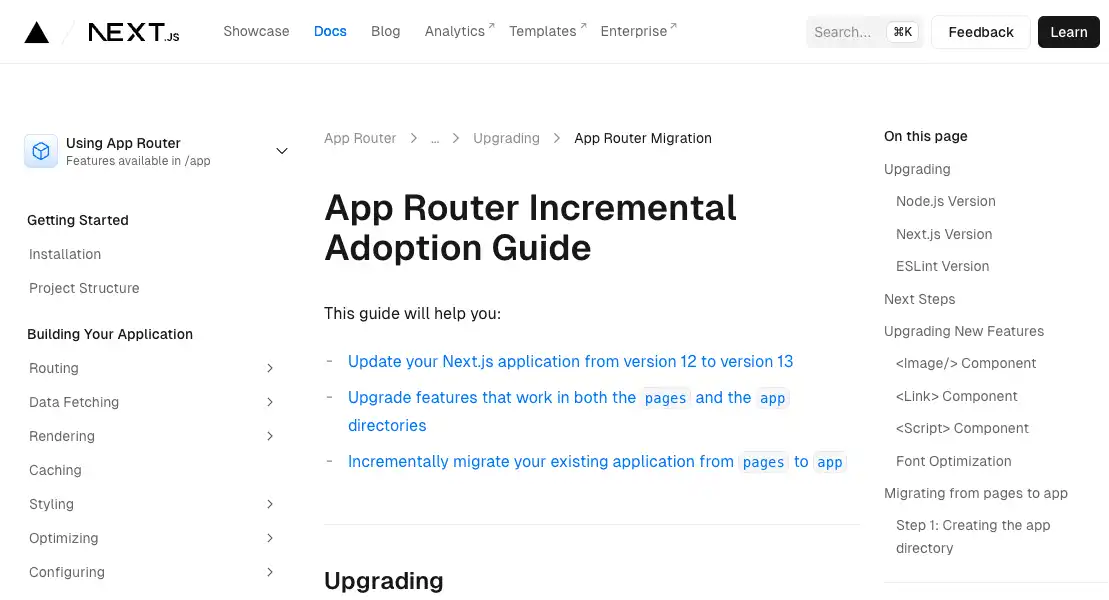 NEXT.JS
Showcase
Docs
Blog
Analytics
Templates
Enterprise
Search...
⌘K
Feedback
Learn
Using App Router
Features available in /app
Getting Started
Installation
Project Structure
Building Your Application
Routing
Data Fetching
Rendering
Caching
Styling
Optimizing
Configuring
App Router > ... > Upgrading > App Router Migration
App Router Incremental
Adoption Guide
This guide will help you:
- Update your Next.js application from version 12 to version 13
- Upgrade features that work in both the pages and the app
directories
- Incrementally migrate your existing application from pages to app
Upgrading
On this page
Upgrading
Node.js Version
Next.js Version
ESLint Version
Next Steps
Upgrading New Features
<Image/> Component
<Link> Component
<Script> Component
Font Optimization
Migrating from pages to app
Step 1: Creating the app
directory